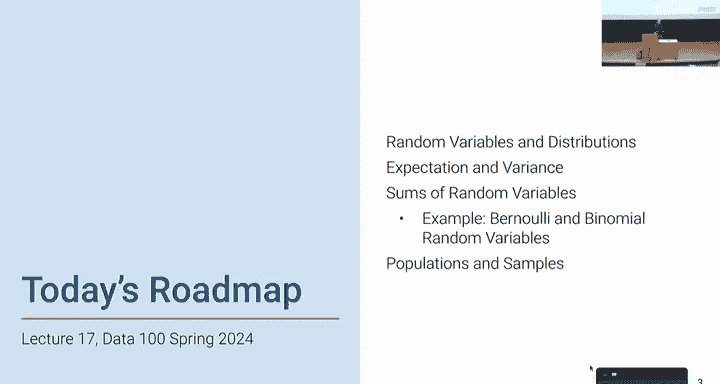 Today's Roadmap
Lecture 17, Data 100 Spring 2024
Random Variables and Distributions
Expectation and Variance
Sums of Random Variables
• Example: Bernoulli and Binomial
Random Variables
Populations and Samples
3